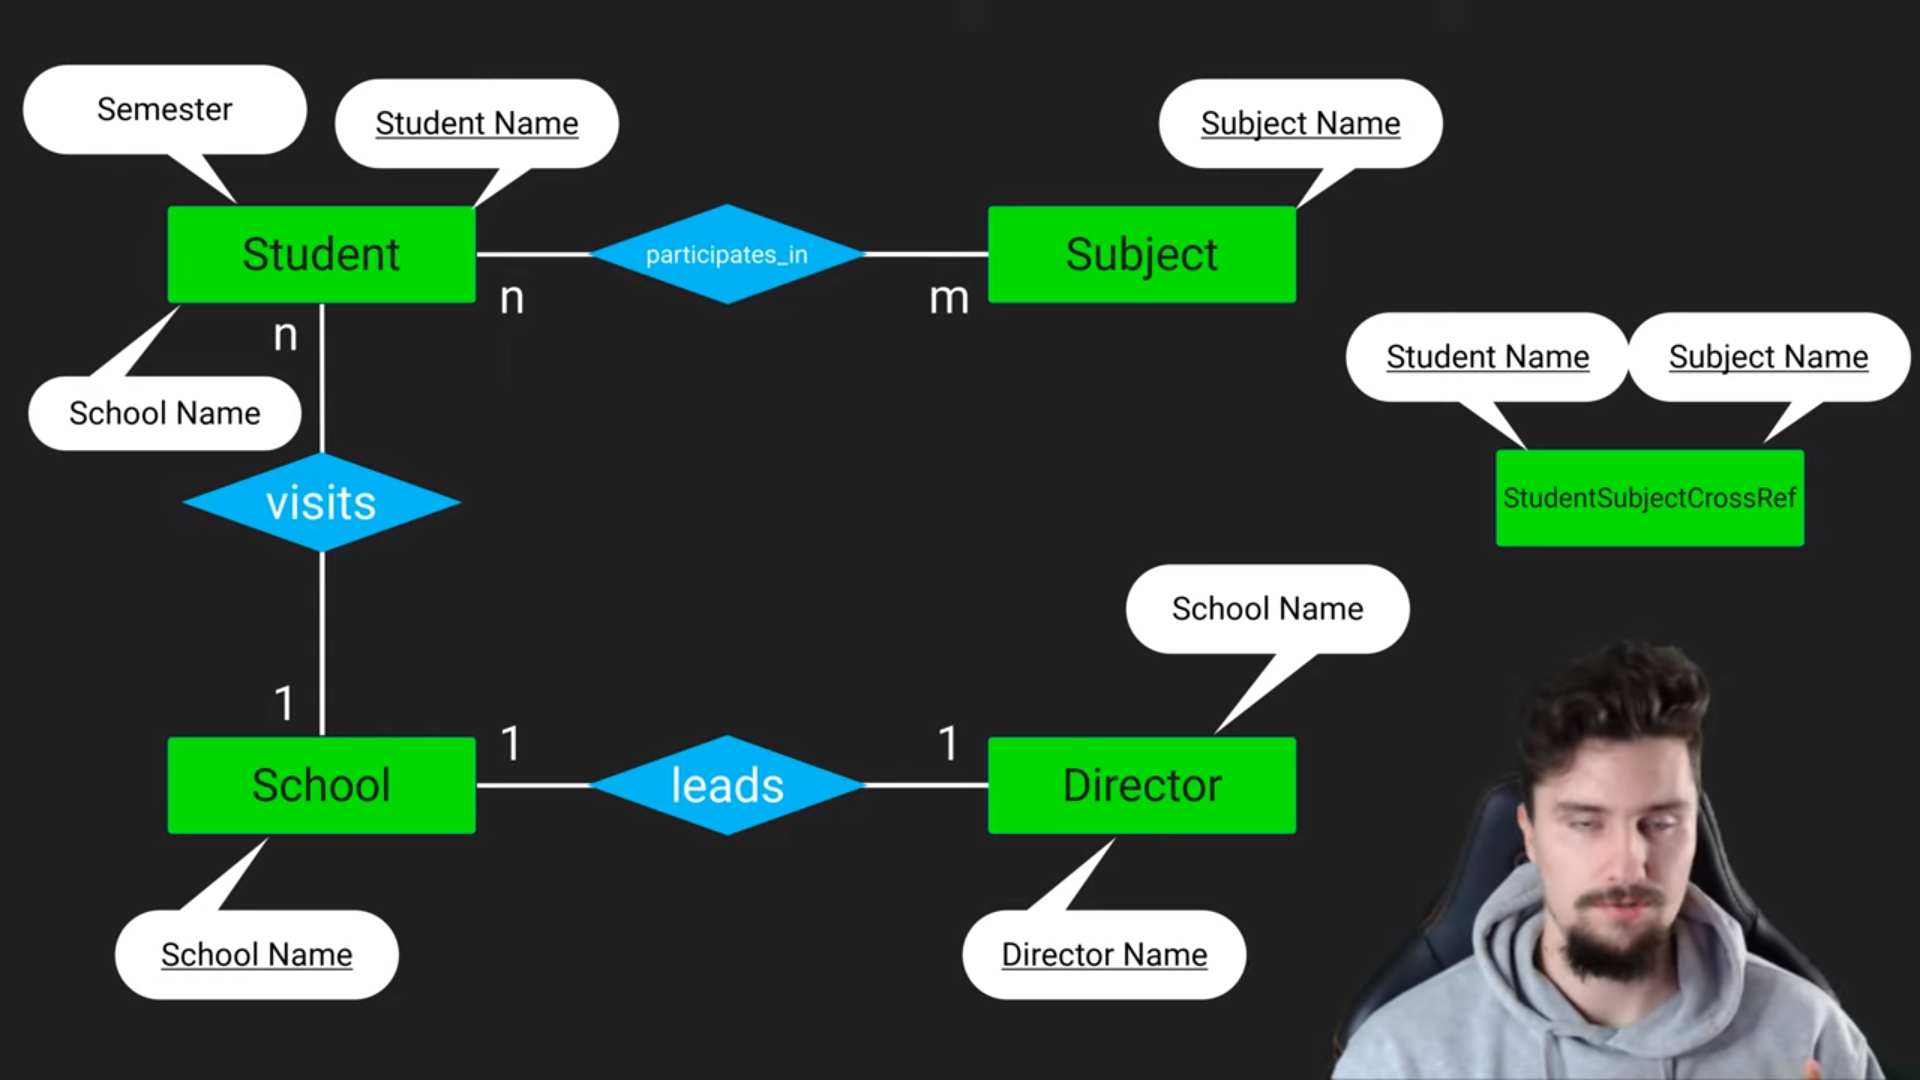 Semester
Student Name
Subject Name
Student
participates_in
Subject
n
m
n
Student Name
Subject Name
School Name
visits
StudentSubjectCrossRef
School Name
1
1
1
School
leads
Director
School Name
Director Name